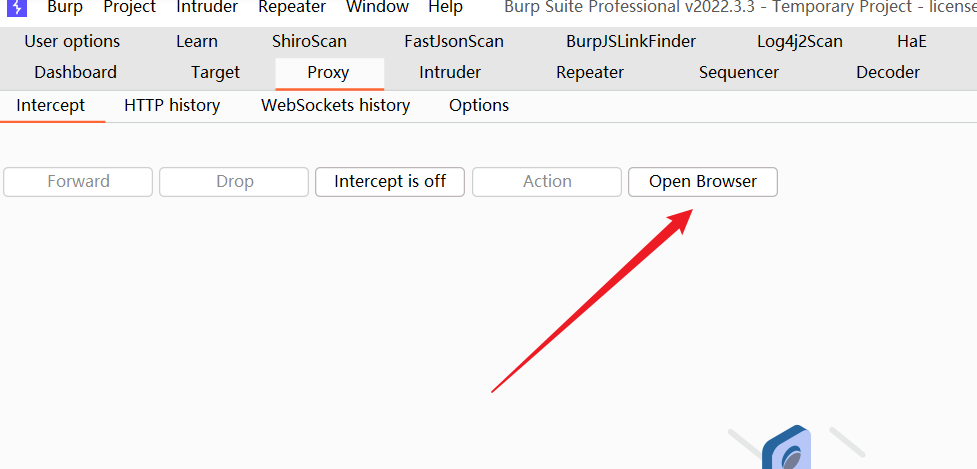 Burp Project Intruder Repeater Window Help Burp Suite Professional v2022.3.3 - Temporary Project - license
User options Learn ShiroScan FastJsonScan BurpJSLinkFinder Log4j2Scan HaE
Dashboard Target Proxy Intruder Repeater Sequencer Decoder
Intercept HTTP history WebSockets history Options
Forward Drop Intercept is off Action Open Browser